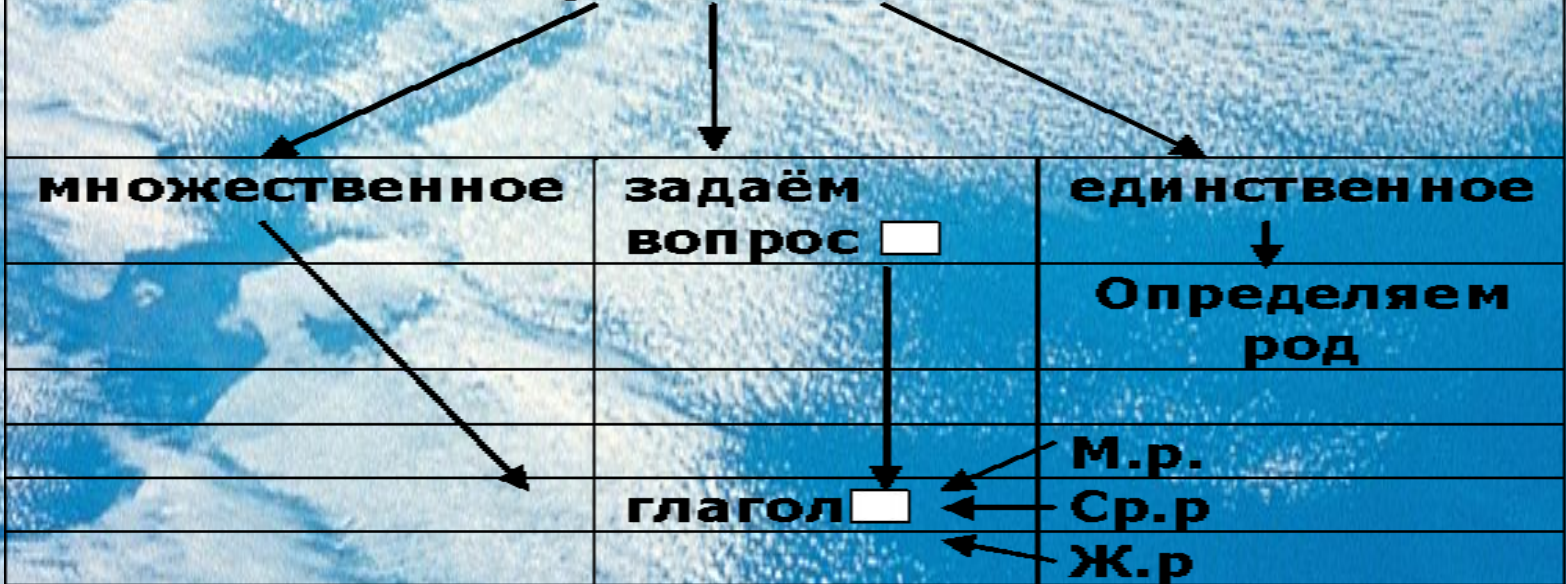 множественное
задаём
вопрос
единственное
Определяем
род
М.р.
глагол
Ср.р
Ж.р